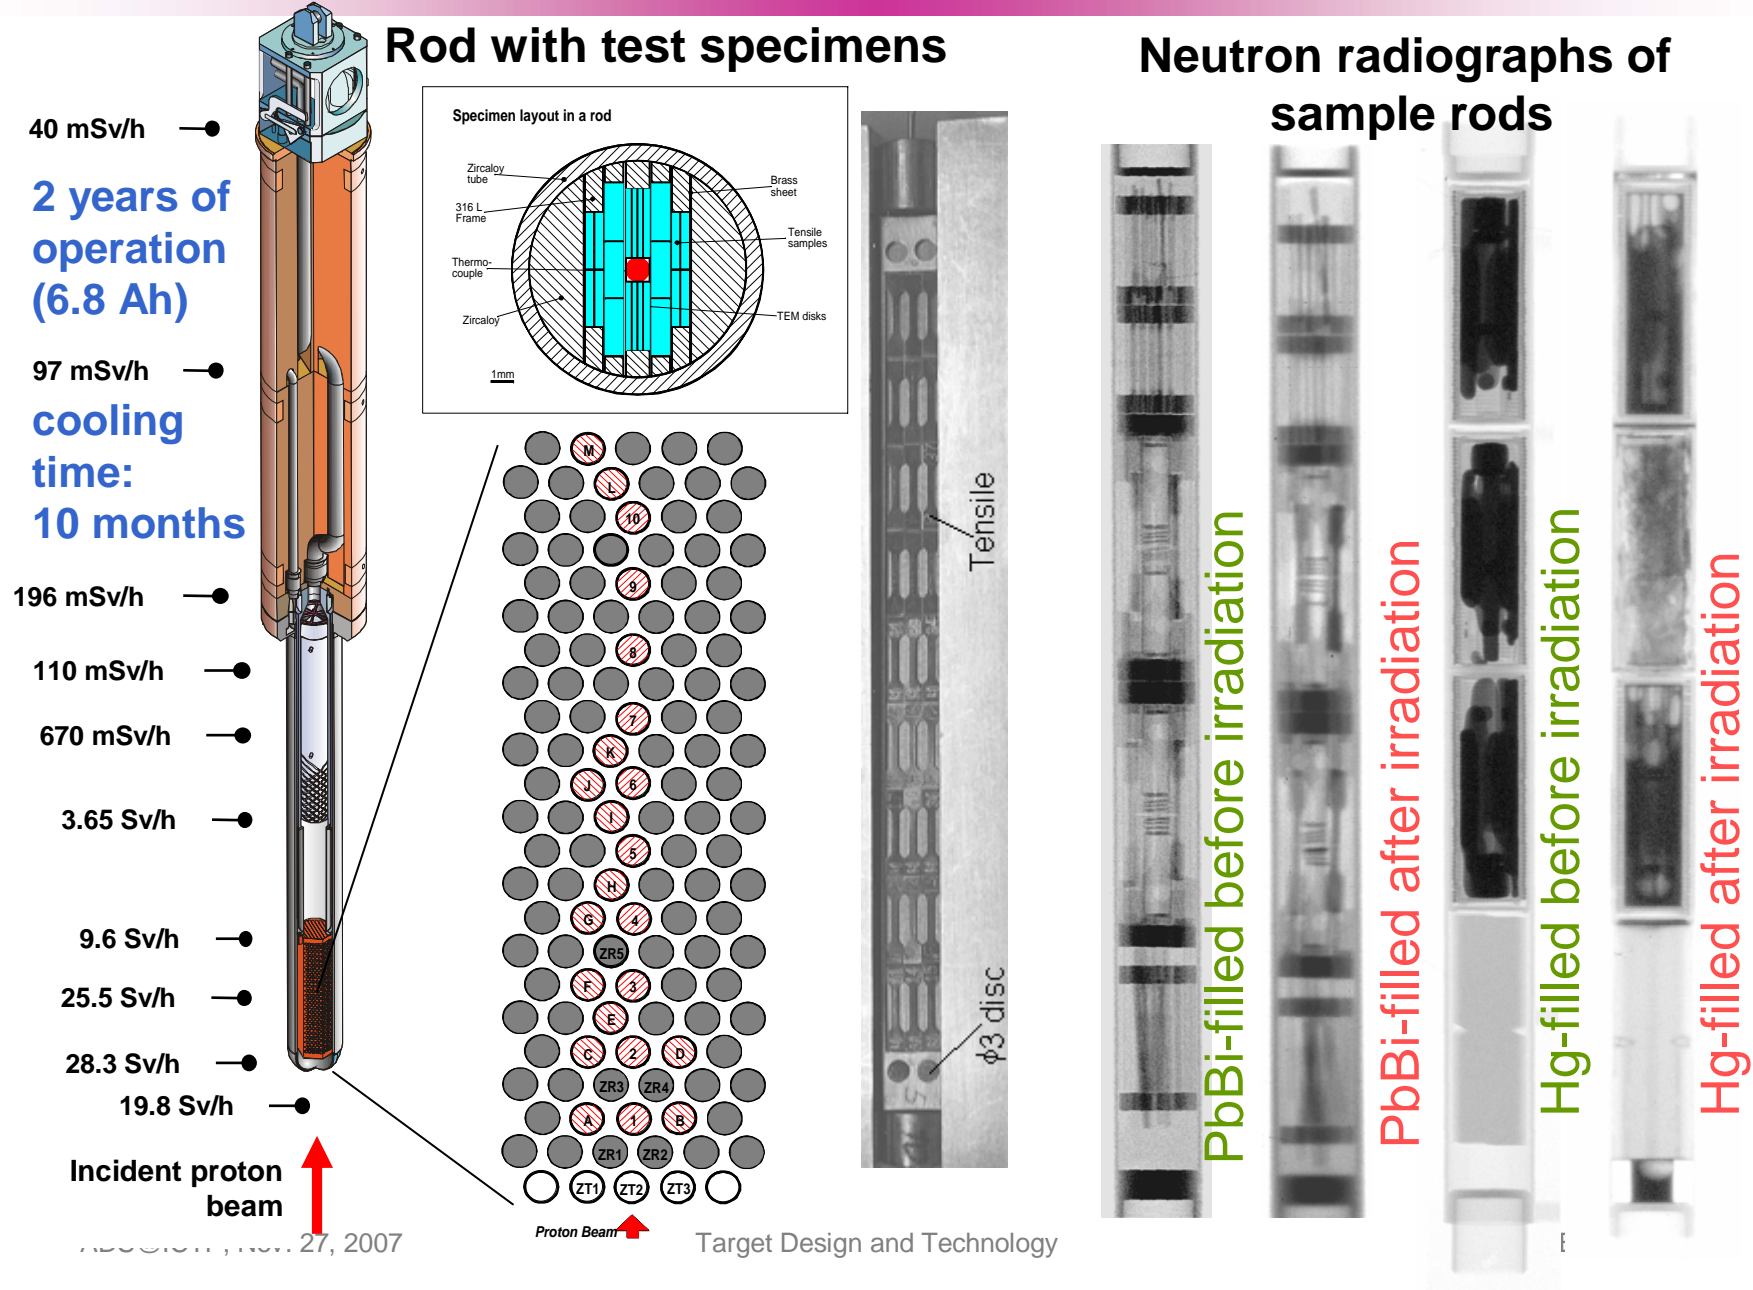 Rod with test specimens
Neutron radiographs of
sample rods
40 mSv/h
2 years of
operation
(6.8 Ah)
97 mSv/h
cooling
time:
10 months
196 mSv/h
110 mSv/h
670 mSv/h
3.65 Sv/h
9.6 Sv/h
25.5 Sv/h
28.3 Sv/h
19.8 Sv/h
Incident proton
beam
Specimen layout in a rod
Zircaloy
tube
316 L
Frame
Thermo-
couple
Zircaloy
1mm
Brass
sheet
Tensile
samples
TEM disks
M
L
10
9
8
7
K
J
6
I
5
H
G
4
ZR5
F
3
E
C
2
D
ZR3
ZR4
A
1
B
ZR1
ZR2
ZT1
ZT2
ZT3
Proton Beam
Tensile
ϕ3 disc
PbBi-filled before irradiation
PbBi-filled after irradiation
Hg-filled before irradiation
Hg-filled after irradiation
27, 2007
Target Design and Technology